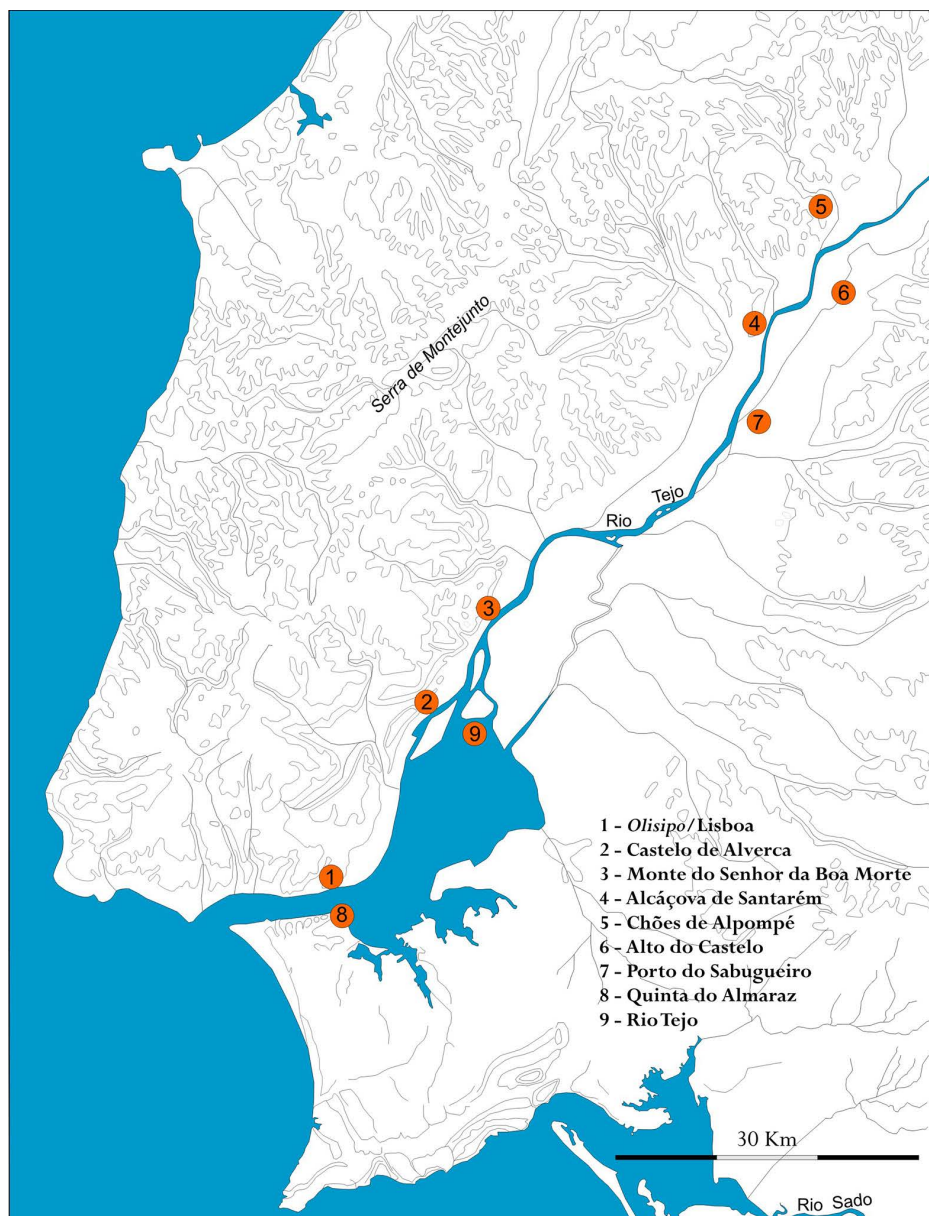 5
6
4
Serra de Montejunto
7
Rio Tejo
3
2
9
1
8
1 - Olisipo/Lisboa
2 - Castelo de Alverca
3 - Monte do Senhor da Boa Morte
4 - Alcáçova de Santarém
5 - Chões de Alpompé
6 - Alto do Castelo
7 - Porto do Sabugueiro
8 - Quinta do Almaraz
9 - Rio Tejo
30 Km
Rio Sado